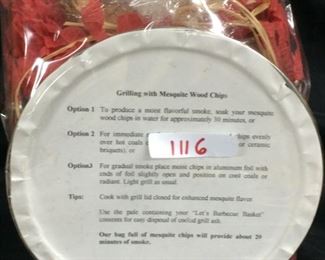 Grilling with Mesquite Wood Chips
Option 1 To produce a moist flavorful smoke, soak your mesquite
wood chips in water for approximately 30 minutes, or
Option 2 For immediate chips evenly
over hot coals or ceramic
briquets), or
Option3 For gradual smoke place moist chips in aluminum foil with
ends of foil slightly open and position on cool coals or
radiant. Light grill as usual.
Tips: Cook with grill lid closed for enhanced mesquite flavor.
Use the pale containing your "Let's Barbecue Basket"
contents for easy disposal of cooled grill ash.
Our bag full of mesquite chips will provide about 20
minutes of smoke.
1116